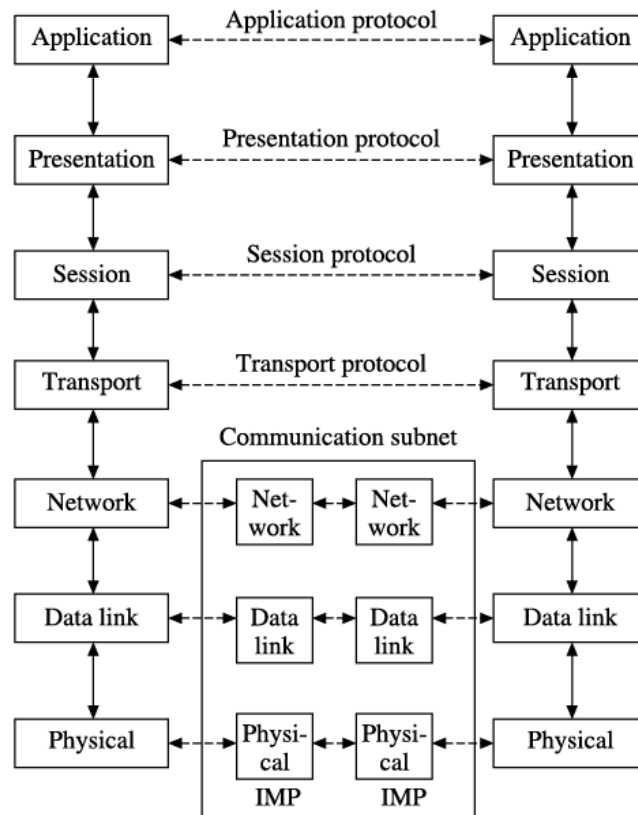 Application protocol
Application
Application
Presentation protocol
Presentation
Presentation
Session protocol
Session
Session
Transport protocol
Transport
Transport
Communication subnet
Network
Net-
work
Net-
work
Network
Data link
Data
link
Data
link
Data link
Physical
Physi-
cal
Physi-
cal
Physical
IMP
IMP